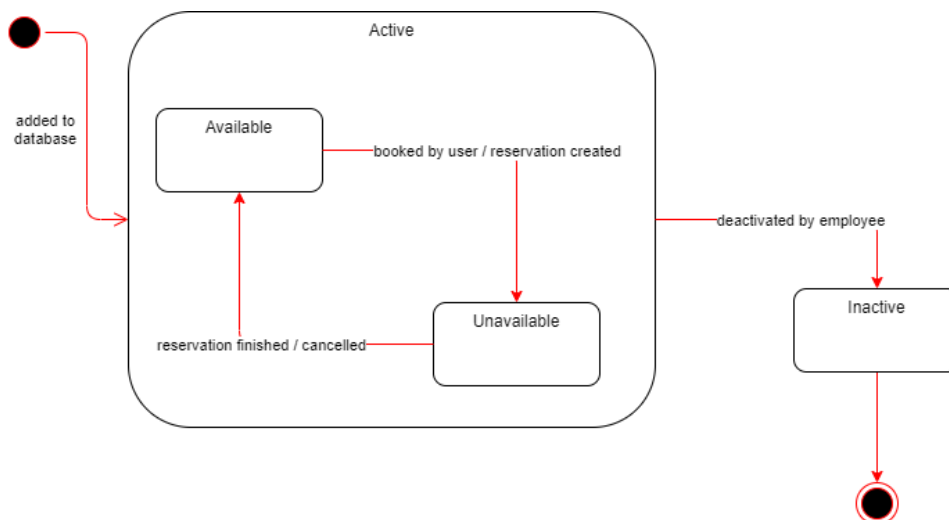 Active
added to
database
Available
booked by user / reservation created
deactivated by employee
Inactive
Unavailable
reservation finished / cancelled